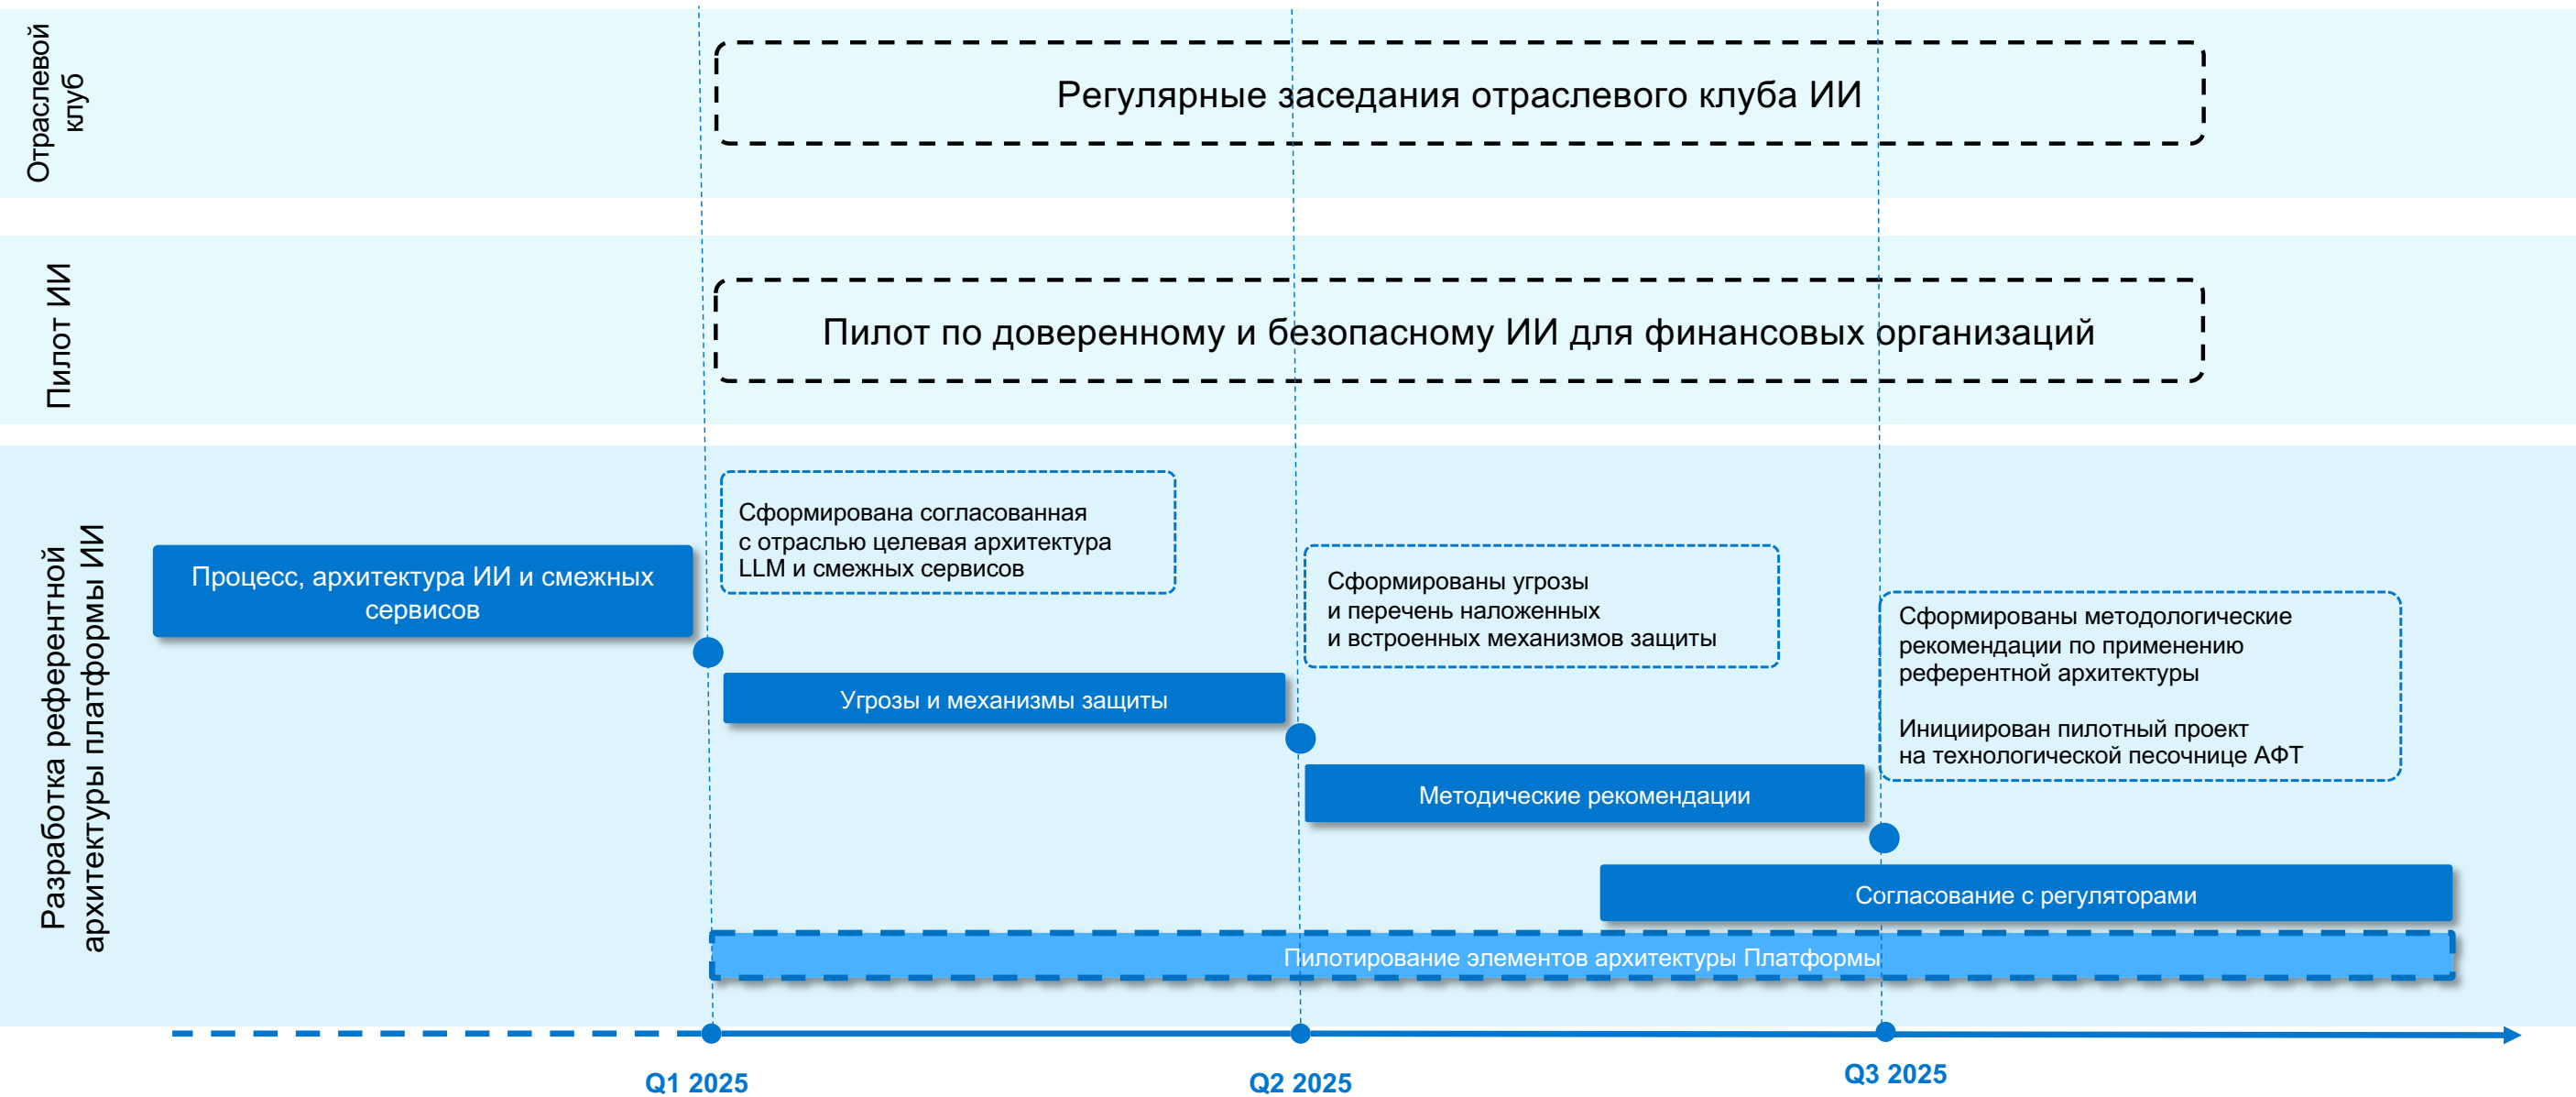 Отраслевой
клуб
Регулярные заседания отраслевого клуба ИИ
Пилот ИИ
Пилот по доверенному и безопасному ИИ для финансовых организаций
Разработка референтной
архитектуры платформы ИИ
Процесс, архитектура ИИ и смежных
сервисов
Сформирована согласованная
с отраслью целевая архитектура
LLM и смежных сервисов
Угрозы и механизмы защиты
Сформированы угрозы
и перечень наложенных
и встроенных механизмов защиты
Методические рекомендации
Сформированы методологические
рекомендации по применению
референтной архитектуры
Инициирован пилотный проект
на технологической песочнице АФТ
Согласование с регуляторами
Пилотирование элементов архитектуры Платформы
Q1 2025
Q2 2025
Q3 2025